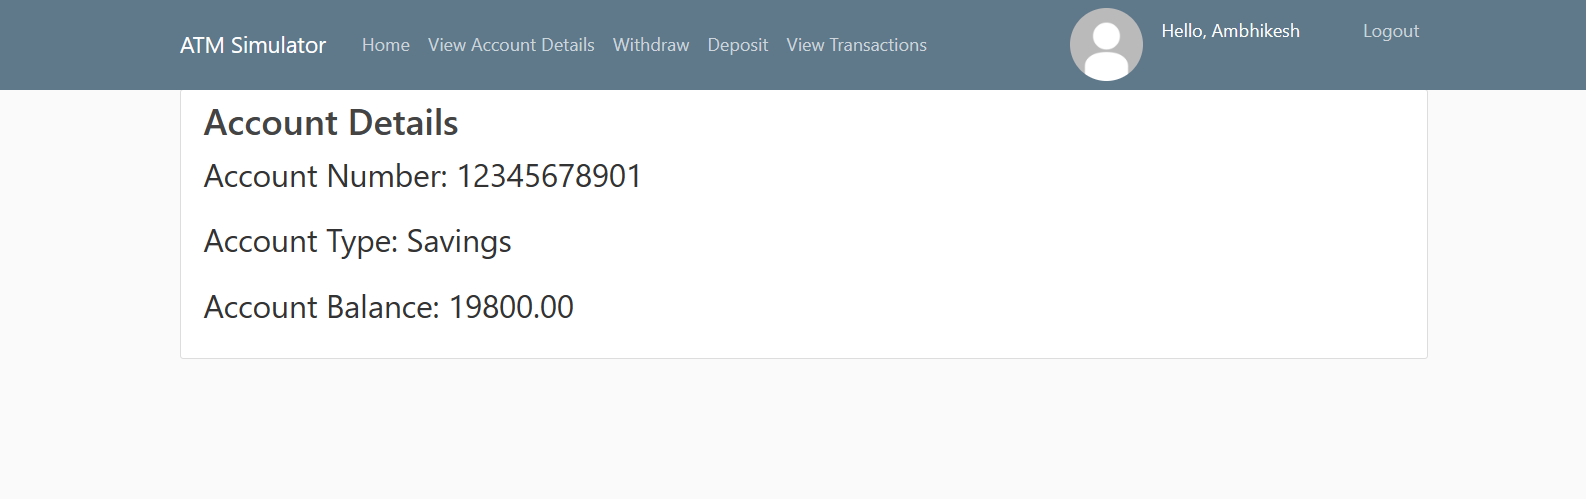 ATM Simulator Home View Account Details Withdraw Deposit View Transactions Hello, Ambhikesh Logout
Account Details
Account Number: 12345678901
Account Type: Savings
Account Balance: 19800.00